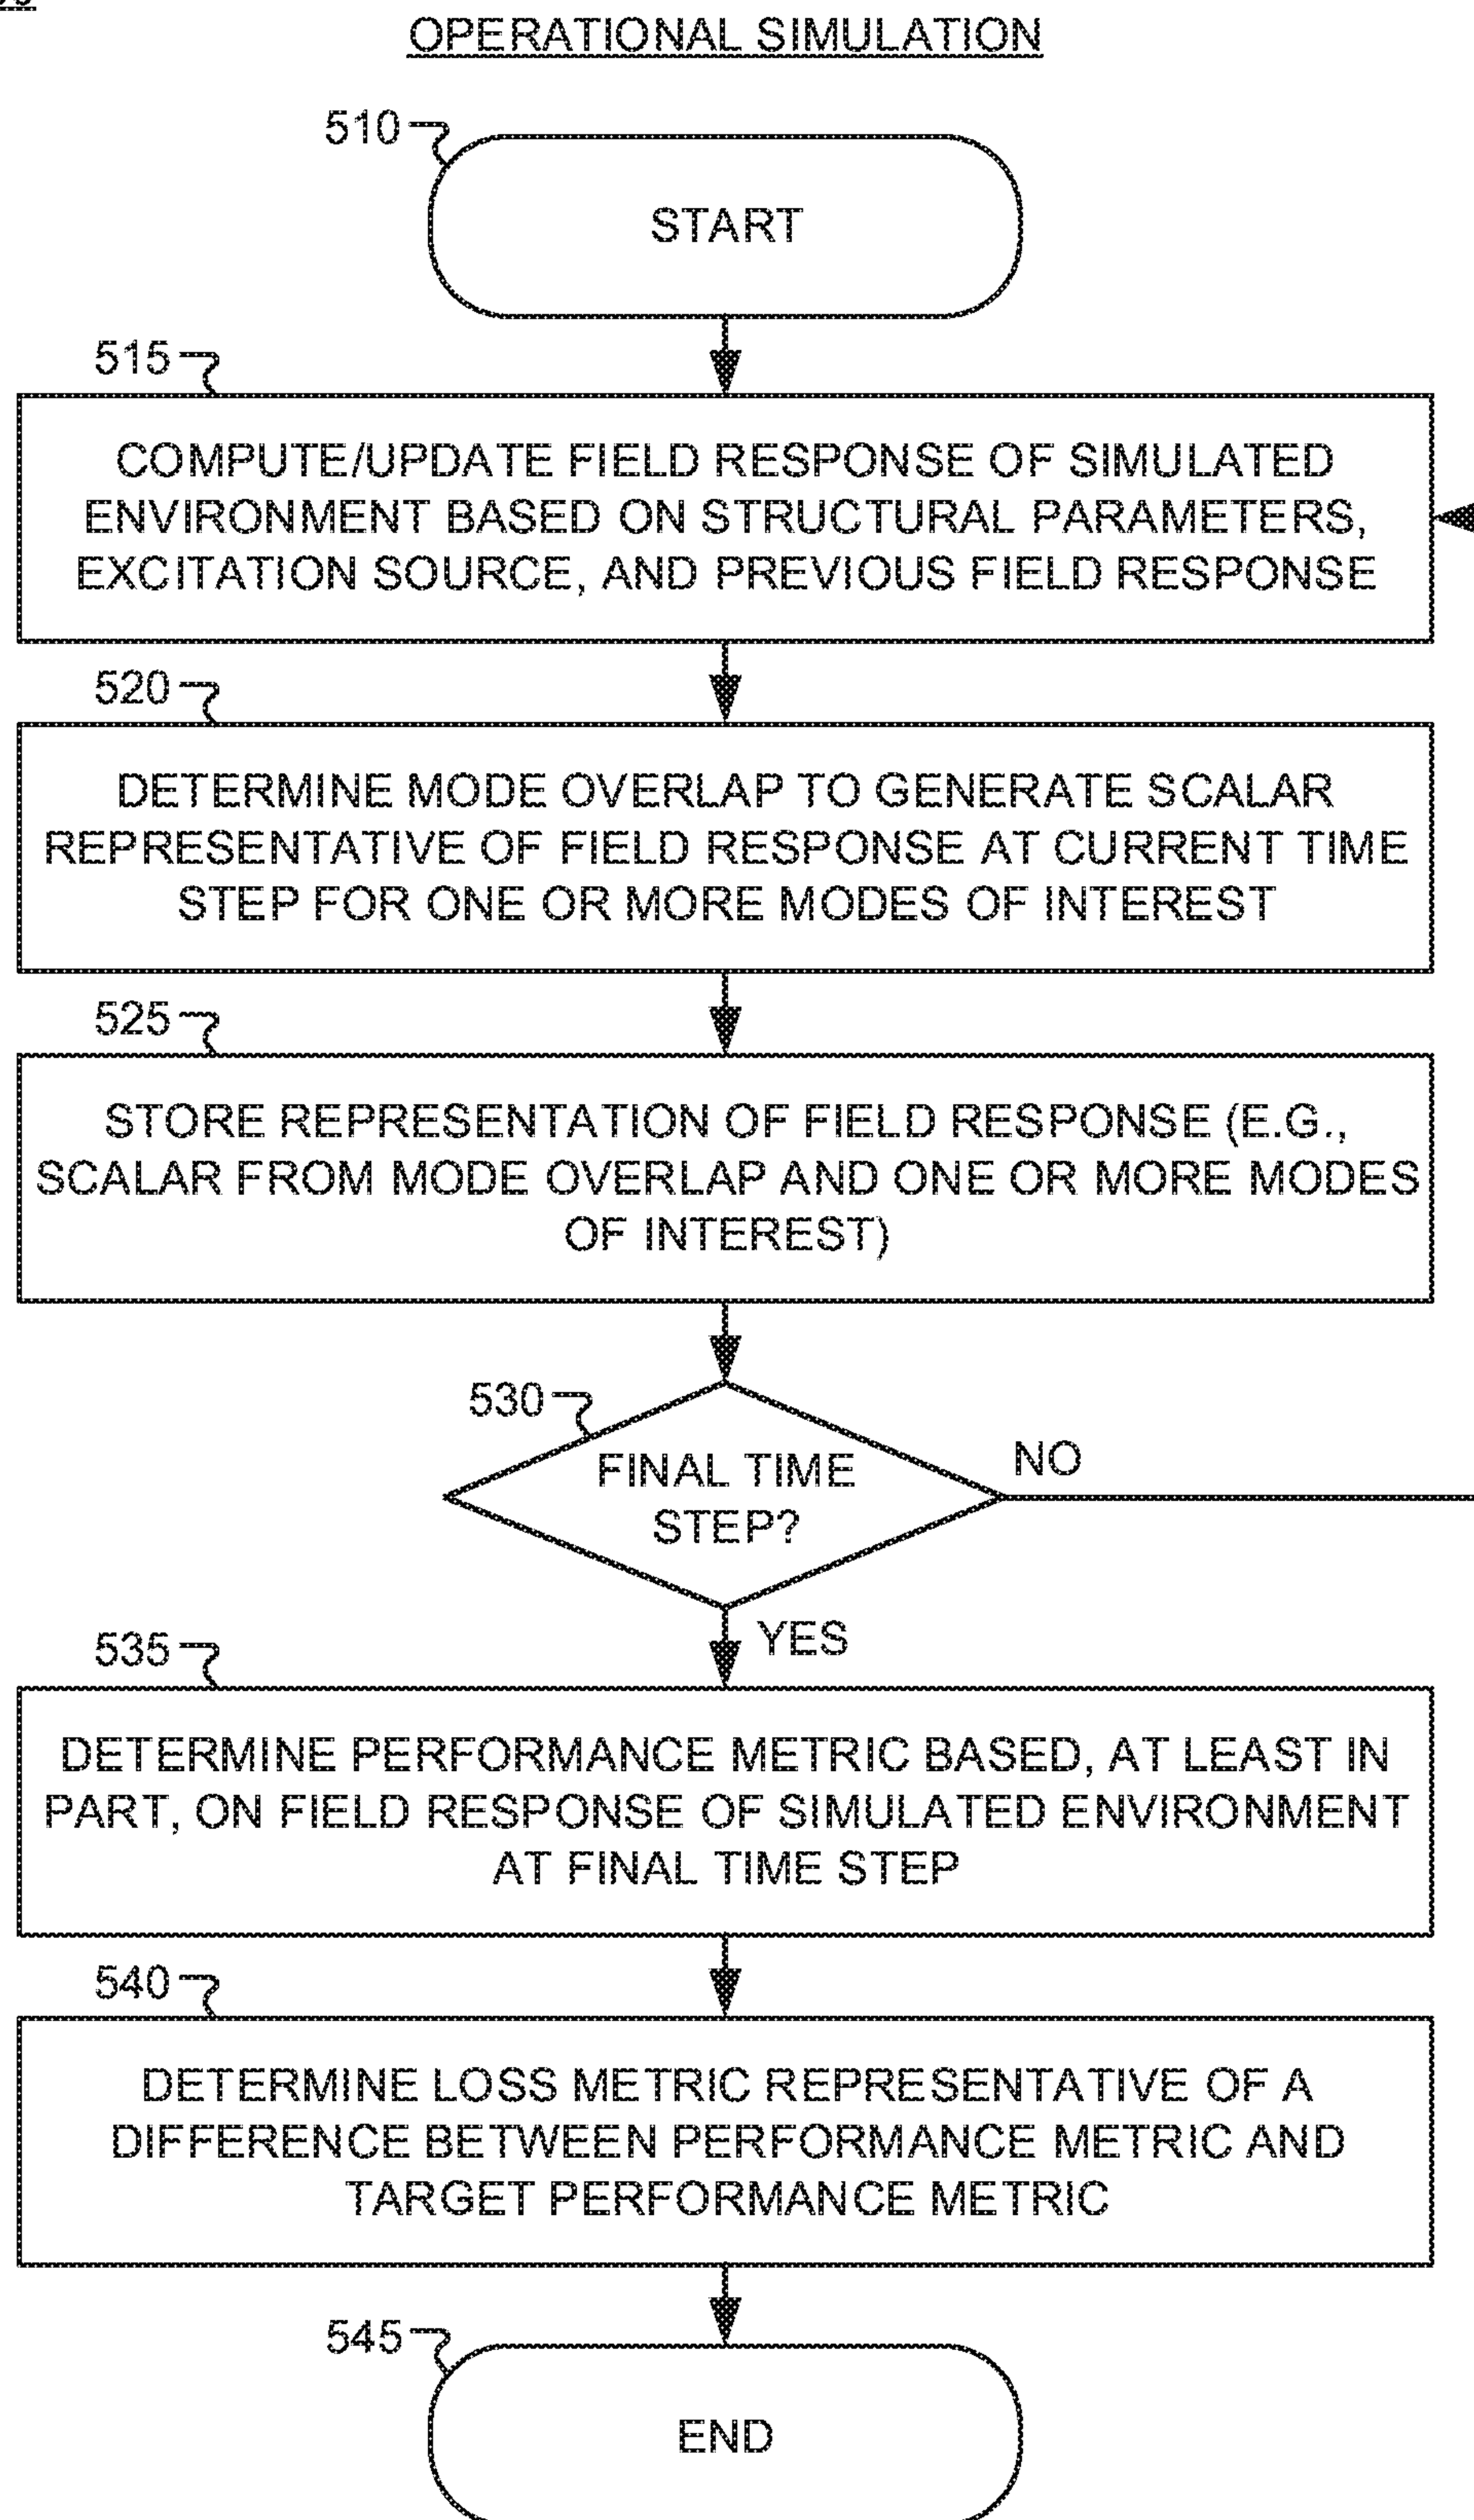 OPERATIONAL SIMULATION
510
START
515
COMPUTE/UPDATE FIELD RESPONSE OF SIMULATED
ENVIRONMENT BASED ON STRUCTURAL PARAMETERS,
EXCITATION SOURCE, AND PREVIOUS FIELD RESPONSE
520
DETERMINE MODE OVERLAP TO GENERATE SCALAR
REPRESENTATIVE OF FIELD RESPONSE AT CURRENT TIME
STEP FOR ONE OR MORE MODES OF INTEREST
525
STORE REPRESENTATION OF FIELD RESPONSE (E.G.,
SCALAR FROM MODE OVERLAP AND ONE OR MORE MODES
OF INTEREST)
530
FINAL TIME
STEP?
NO
YES
535
DETERMINE PERFORMANCE METRIC BASED, AT LEAST IN
PART, ON FIELD RESPONSE OF SIMULATED ENVIRONMENT
AT FINAL TIME STEP
540
DETERMINE LOSS METRIC REPRESENTATIVE OF A
DIFFERENCE BETWEEN PERFORMANCE METRIC AND
TARGET PERFORMANCE METRIC
545
END